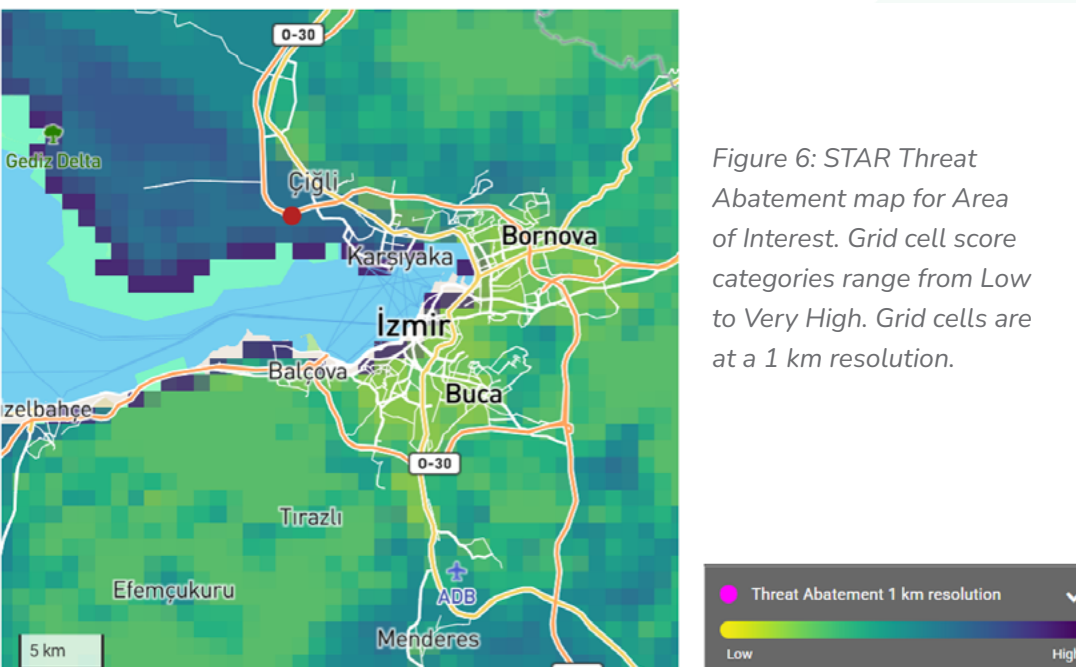 O-30
Gediz Delta
Çiğli
Bornova
Karşıyaka
İzmir
Balçova
zelbahçe
Buca
O-30
Tırazlı
Efemçukuru
ADB
Menderes
5 km
Figure 6: STAR Threat
Abatement map for Area
of Interest. Grid cell score
categories range from Low
to Very High. Grid cells are
at a 1 km resolution.
Threat Abatement 1 km resolution
Low
High